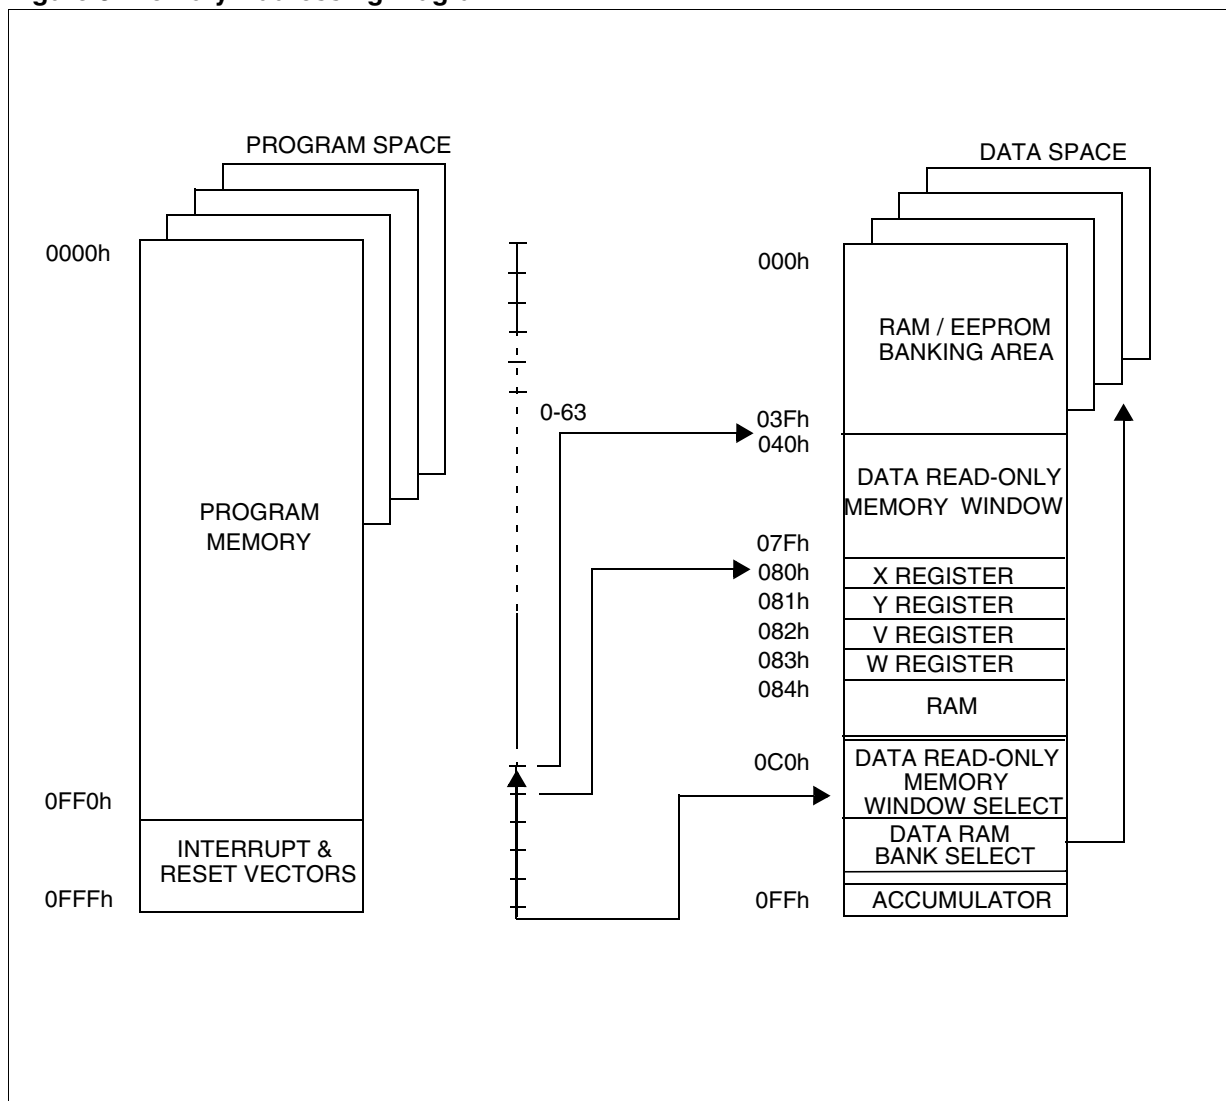 PROGRAM SPACE
0000h
PROGRAM
MEMORY
0FF0h
INTERRUPT &
RESET VECTORS
0FFFh
0-63
DATA SPACE
000h
RAM / EEPROM
BANKING AREA
03Fh
040h
DATA READ-ONLY
MEMORY WINDOW
07Fh
080h
X REGISTER
081h
Y REGISTER
082h
V REGISTER
083h
W REGISTER
084h
RAM
0C0h
DATA READ-ONLY
MEMORY
WINDOW SELECT
DATA RAM
BANK SELECT
0FFh
ACCUMULATOR